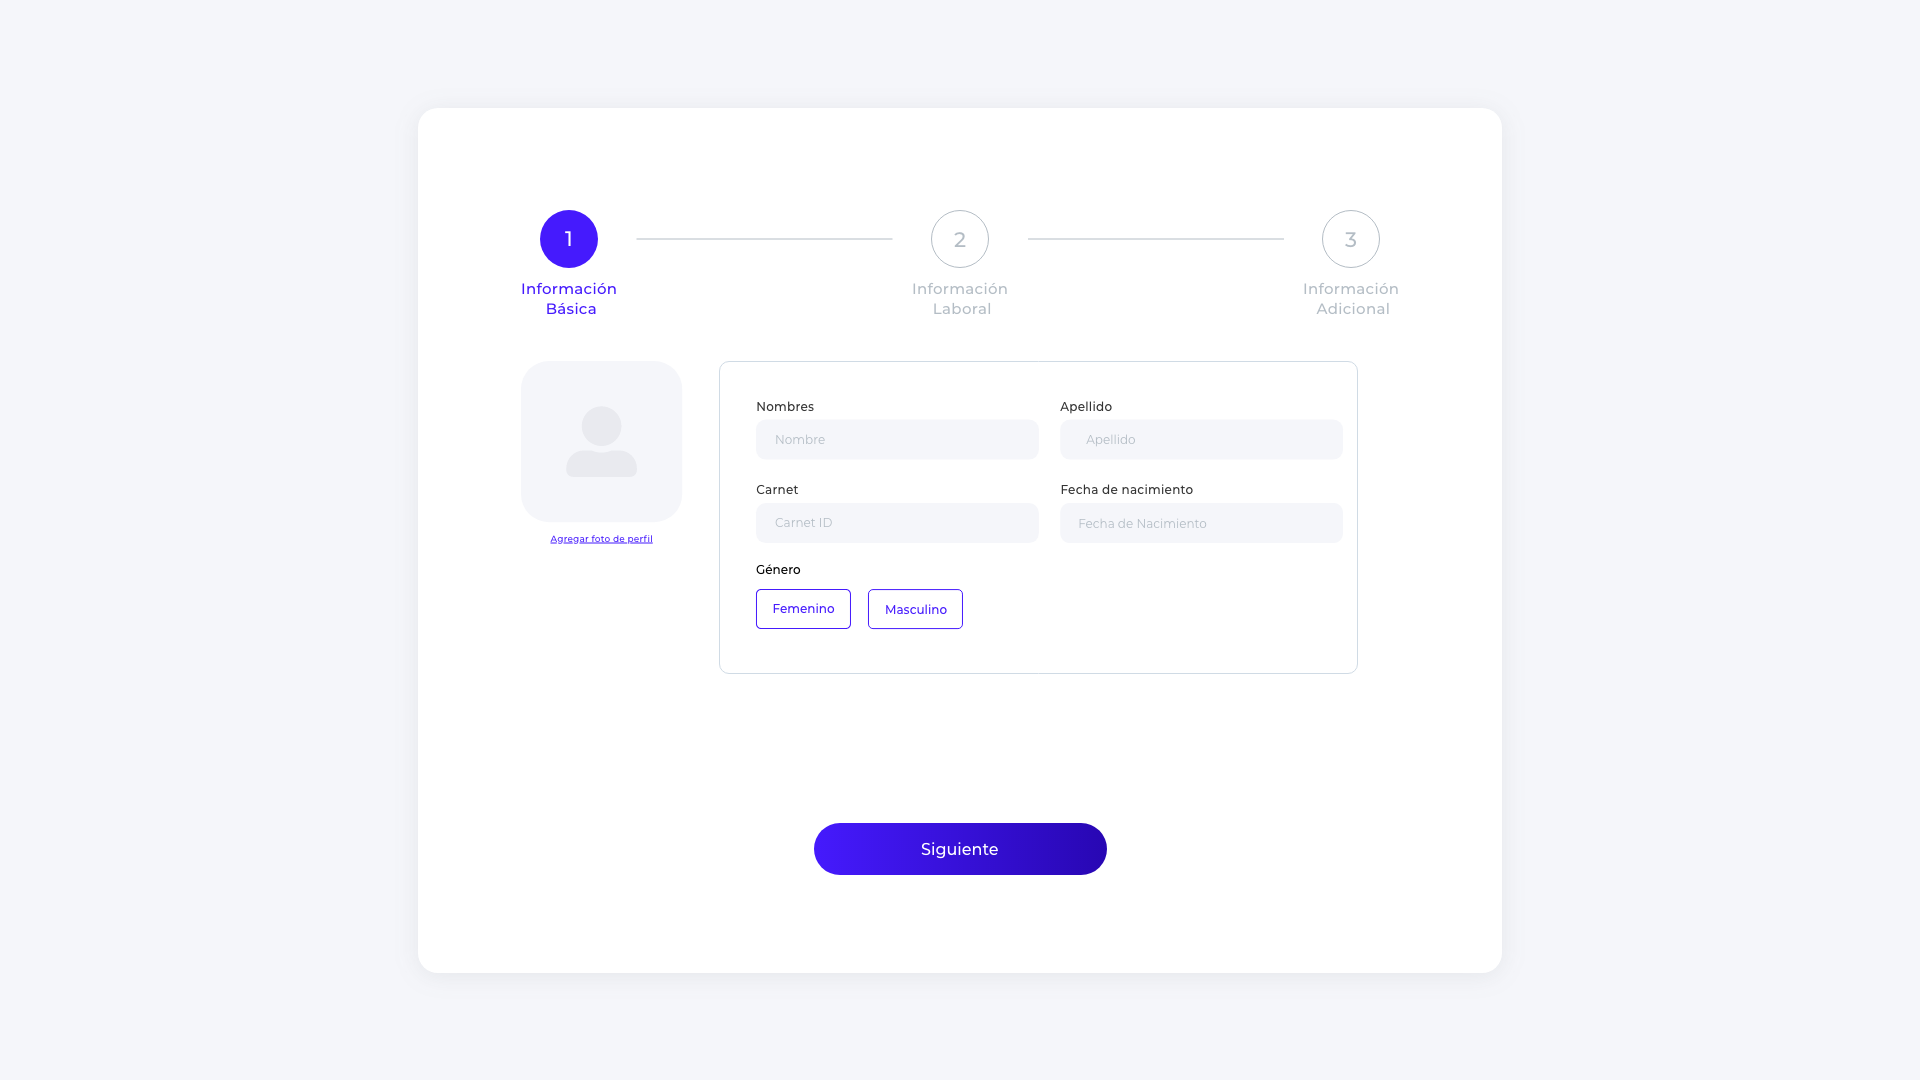 1
2
3
Información
Básica
Información
Laboral
Información
Adicional
Agregar foto de perfil
Nombres
Apellido
Nombre
Apellido
Carnet
Fecha de nacimiento
Carnet ID
Fecha de Nacimiento
Género
Femenino
Masculino
Siguiente